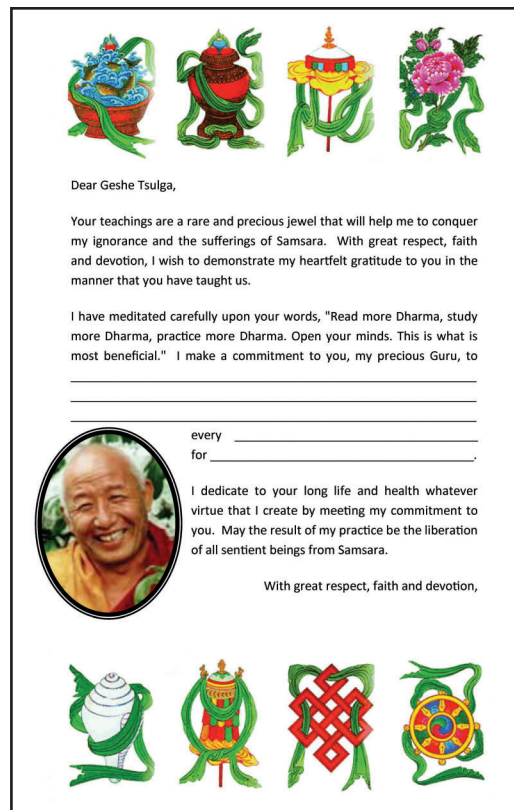 Dear Geshe Tsulga,
Your teachings are a rare and precious jewel that will help me to conquer
my ignorance and the sufferings of Samsara.  With great respect, faith
and devotion, I wish to demonstrate my heartfelt gratitude to you in the
manner that you have taught us.
I have meditated carefully upon your words, "Read more Dharma, study
more Dharma, practice more Dharma. Open your minds. This is what is
most beneficial."  I make a commitment to you, my precious Guru, to
every
for .
I dedicate to your long life and health whatever
virtue that I create by meeting my commitment to
you.  May the result of my practice be the liberation
of all sentient beings from Samsara.
With great respect, faith and devotion,